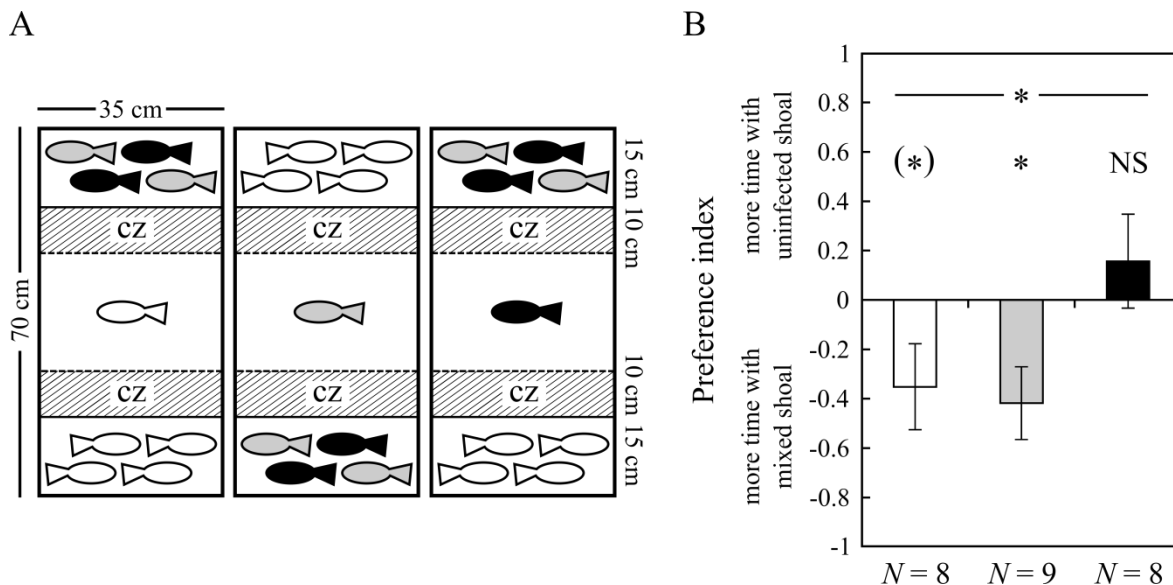 A
35 cm
70 cm
cz
cz
cz
cz
cz
cz
15 cm
10 cm
10 cm
15 cm
B
Preference index
more time with
uninfected shoal
more time with
mixed shoal
1
0.8
0.6
0.4
0.2
0
-0.2
-0.4
-0.6
-0.8
-1
*
(*)
*
NS
N = 8
N = 9
N = 8